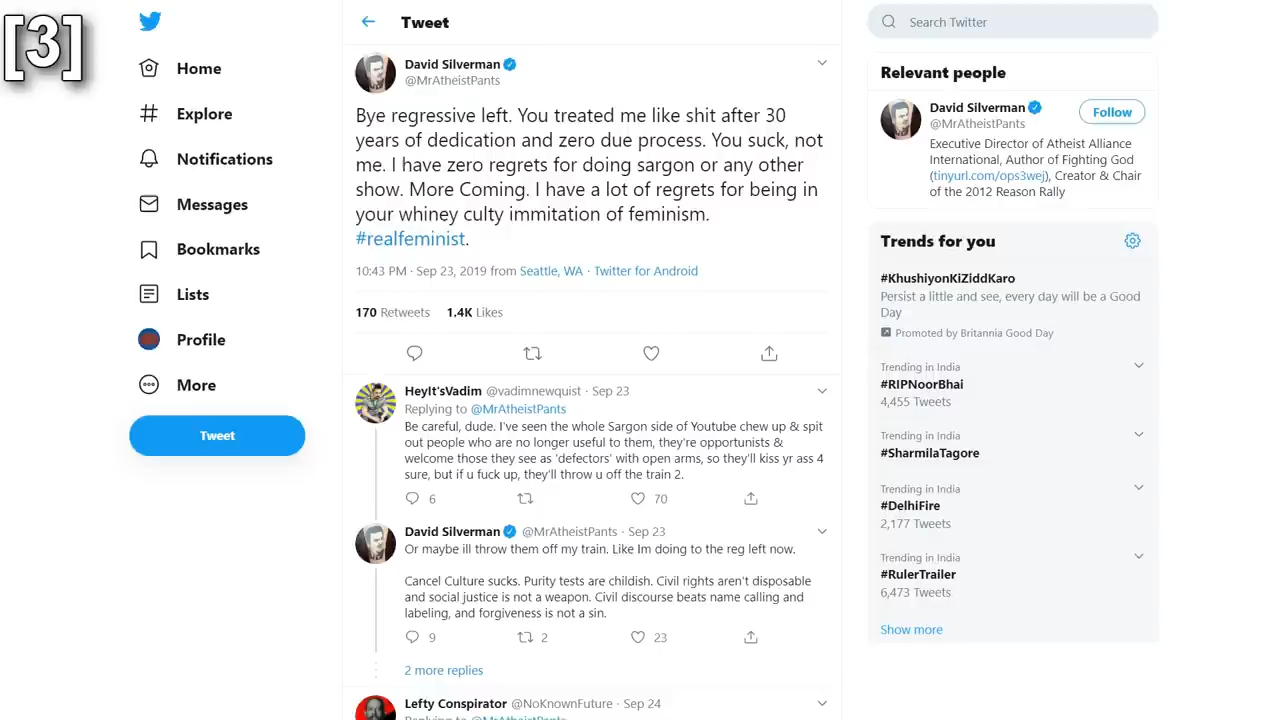 [3]
Home
Explore
Notifications
Messages
Bookmarks
Lists
Profile
More
Tweet
Tweet
David Silverman
@MrAtheistPants
Bye regressive left. You treated me like shit after 30
years of dedication and zero due process. You suck, not
me. I have zero regrets for doing sargon or any other
show. More Coming. I have a lot of regrets for being in
your whiney culty immitation of feminism.
#realfeminist.
10:43 PM · Sep 23, 2019 from Seattle, WA · Twitter for Android
170 Retweets 1.4K Likes
HeyIt'sVadim @vadimnewquist · Sep 23
Replying to @MrAtheistPants
Be careful, dude. I've seen the whole Sargon side of Youtube chew up & spit
out people who are no longer useful to them, they're opportunists &
welcome those they see as 'defectors' with open arms, so they'll kiss yr ass 4
sure, but if u fuck up, they'll throw u off the train 2.
6 70
David Silverman @MrAtheistPants · Sep 23
Or maybe ill throw them off my train. Like Im doing to the reg left now.
Cancel Culture sucks. Purity tests are childish. Civil rights aren't disposable
and social justice is not a weapon. Civil discourse beats name calling and
labeling, and forgiveness is not a sin.
9 2 23
2 more replies
Lefty Conspirator @NoKnownFuture · Sep 24
Replying to @MrAtheistPants
Search Twitter
Relevant people
David Silverman
@MrAtheistPants
Follow
Executive Director of Atheist Alliance
International, Author of Fighting God
(tinyurl.com/ops3wej), Creator & Chair
of the 2012 Reason Rally
Trends for you
#KhushiyonKiZiddKaro
Persist a little and see, every day will be a Good
Day
Promoted by Britannia Good Day
Trending in India
#RIPNoorBhai
4,455 Tweets
Trending in India
#SharmilaTagore
Trending in India
#DelhiFire
2,177 Tweets
Trending in India
#RulerTrailer
6,473 Tweets
Show more